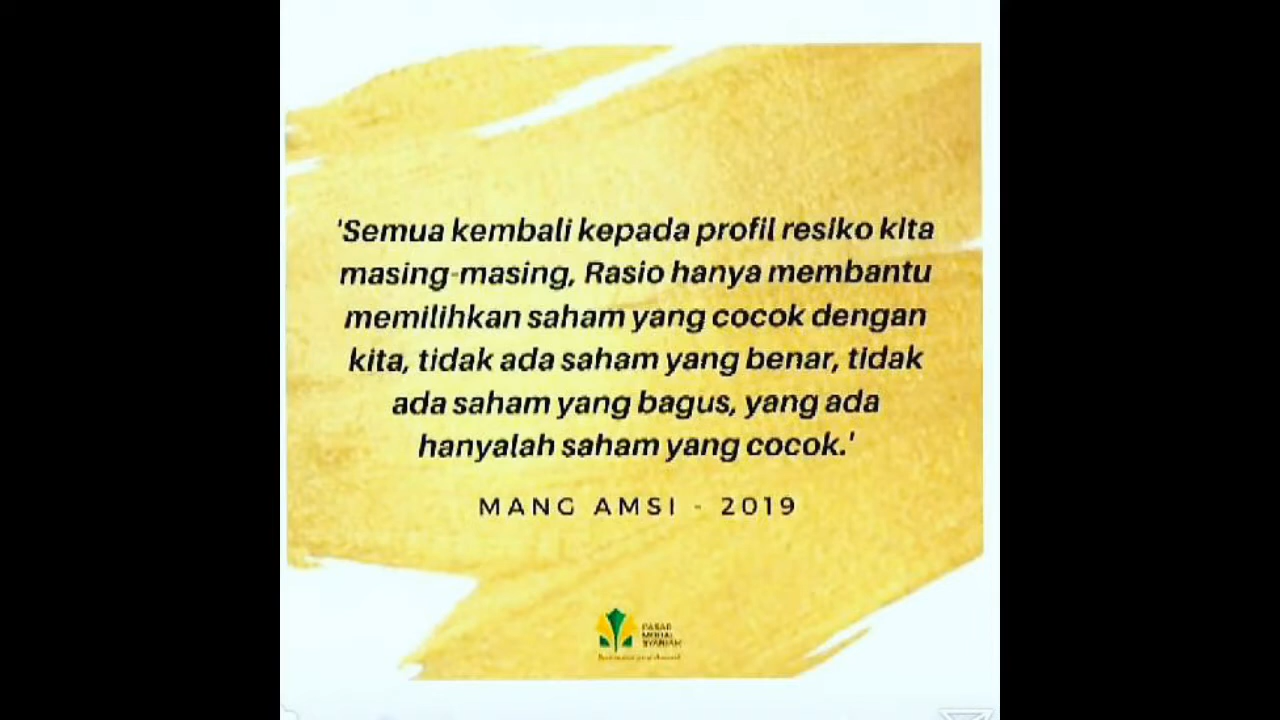 'Semua kembali kepada profil resiko kita
masing-masing, Rasio hanya membantu
memilihkan saham yang cocok dengan
kita, tidak ada saham yang benar, tidak
ada saham yang bagus, yang ada
hanyalah saham yang cocok.'
MANG AMSI - 2019
PASAR
MODAL
SYARIAH